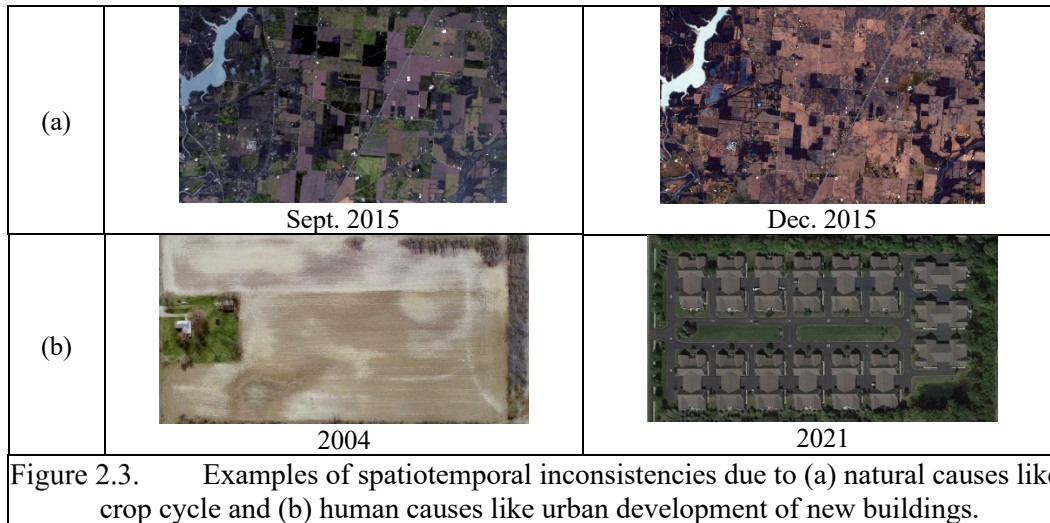 (a)
Sept. 2015
Dec. 2015
(b)
2004
2021
Figure 2.3. Examples of spatiotemporal inconsistencies due to (a) natural causes like
crop cycle and (b) human causes like urban development of new buildings.